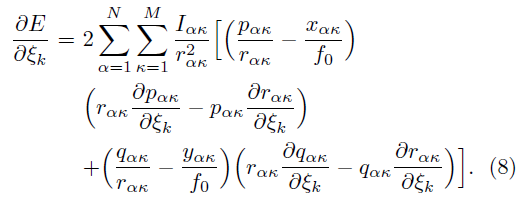 ∂E/∂ξ_k = 2 ∑_{α=1}^{N} ∑_{κ=1}^{M} I_{ακ}/r²_{ακ} [ ( p_{ακ}/r_{ακ} − x_{ακ}/f_0 )
( r_{ακ} ∂p_{ακ}/∂ξ_k − p_{ακ} ∂r_{ακ}/∂ξ_k )
+ ( q_{ακ}/r_{ακ} − y_{ακ}/f_0 ) ( r_{ακ} ∂q_{ακ}/∂ξ_k − q_{ακ} ∂r_{ακ}/∂ξ_k ) ]. (8)